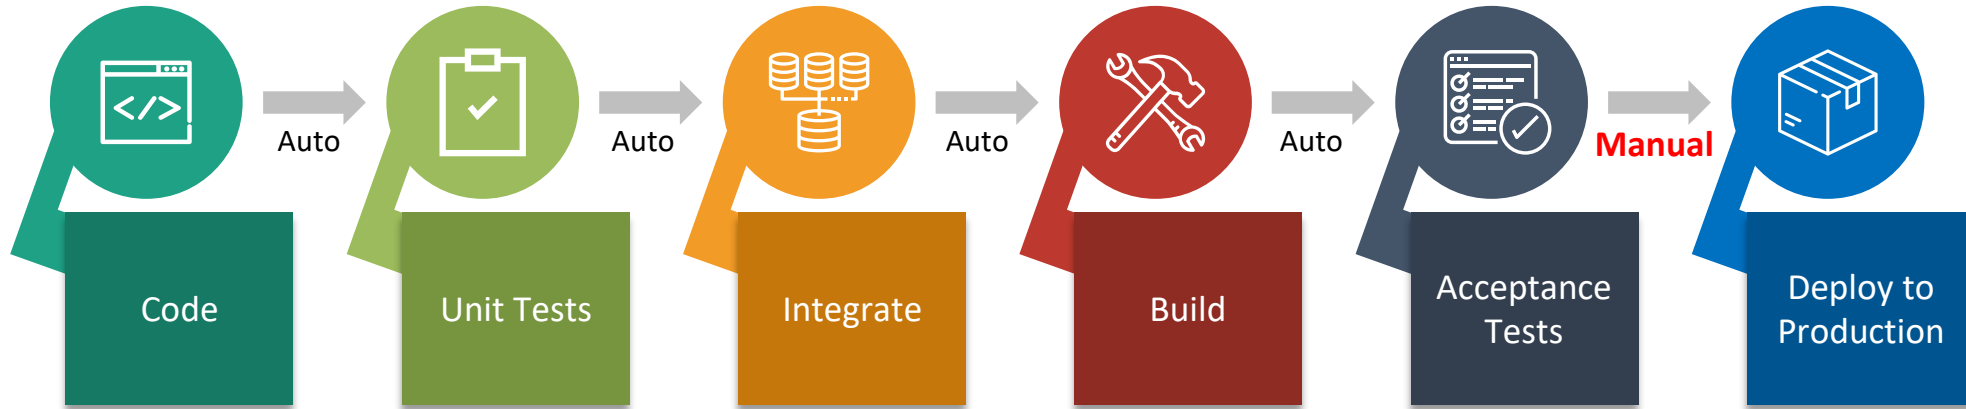 </>
Auto
Auto
Auto
Auto
Manual
Code
Unit Tests
Integrate
Build
Acceptance
Tests
Deploy to
Production